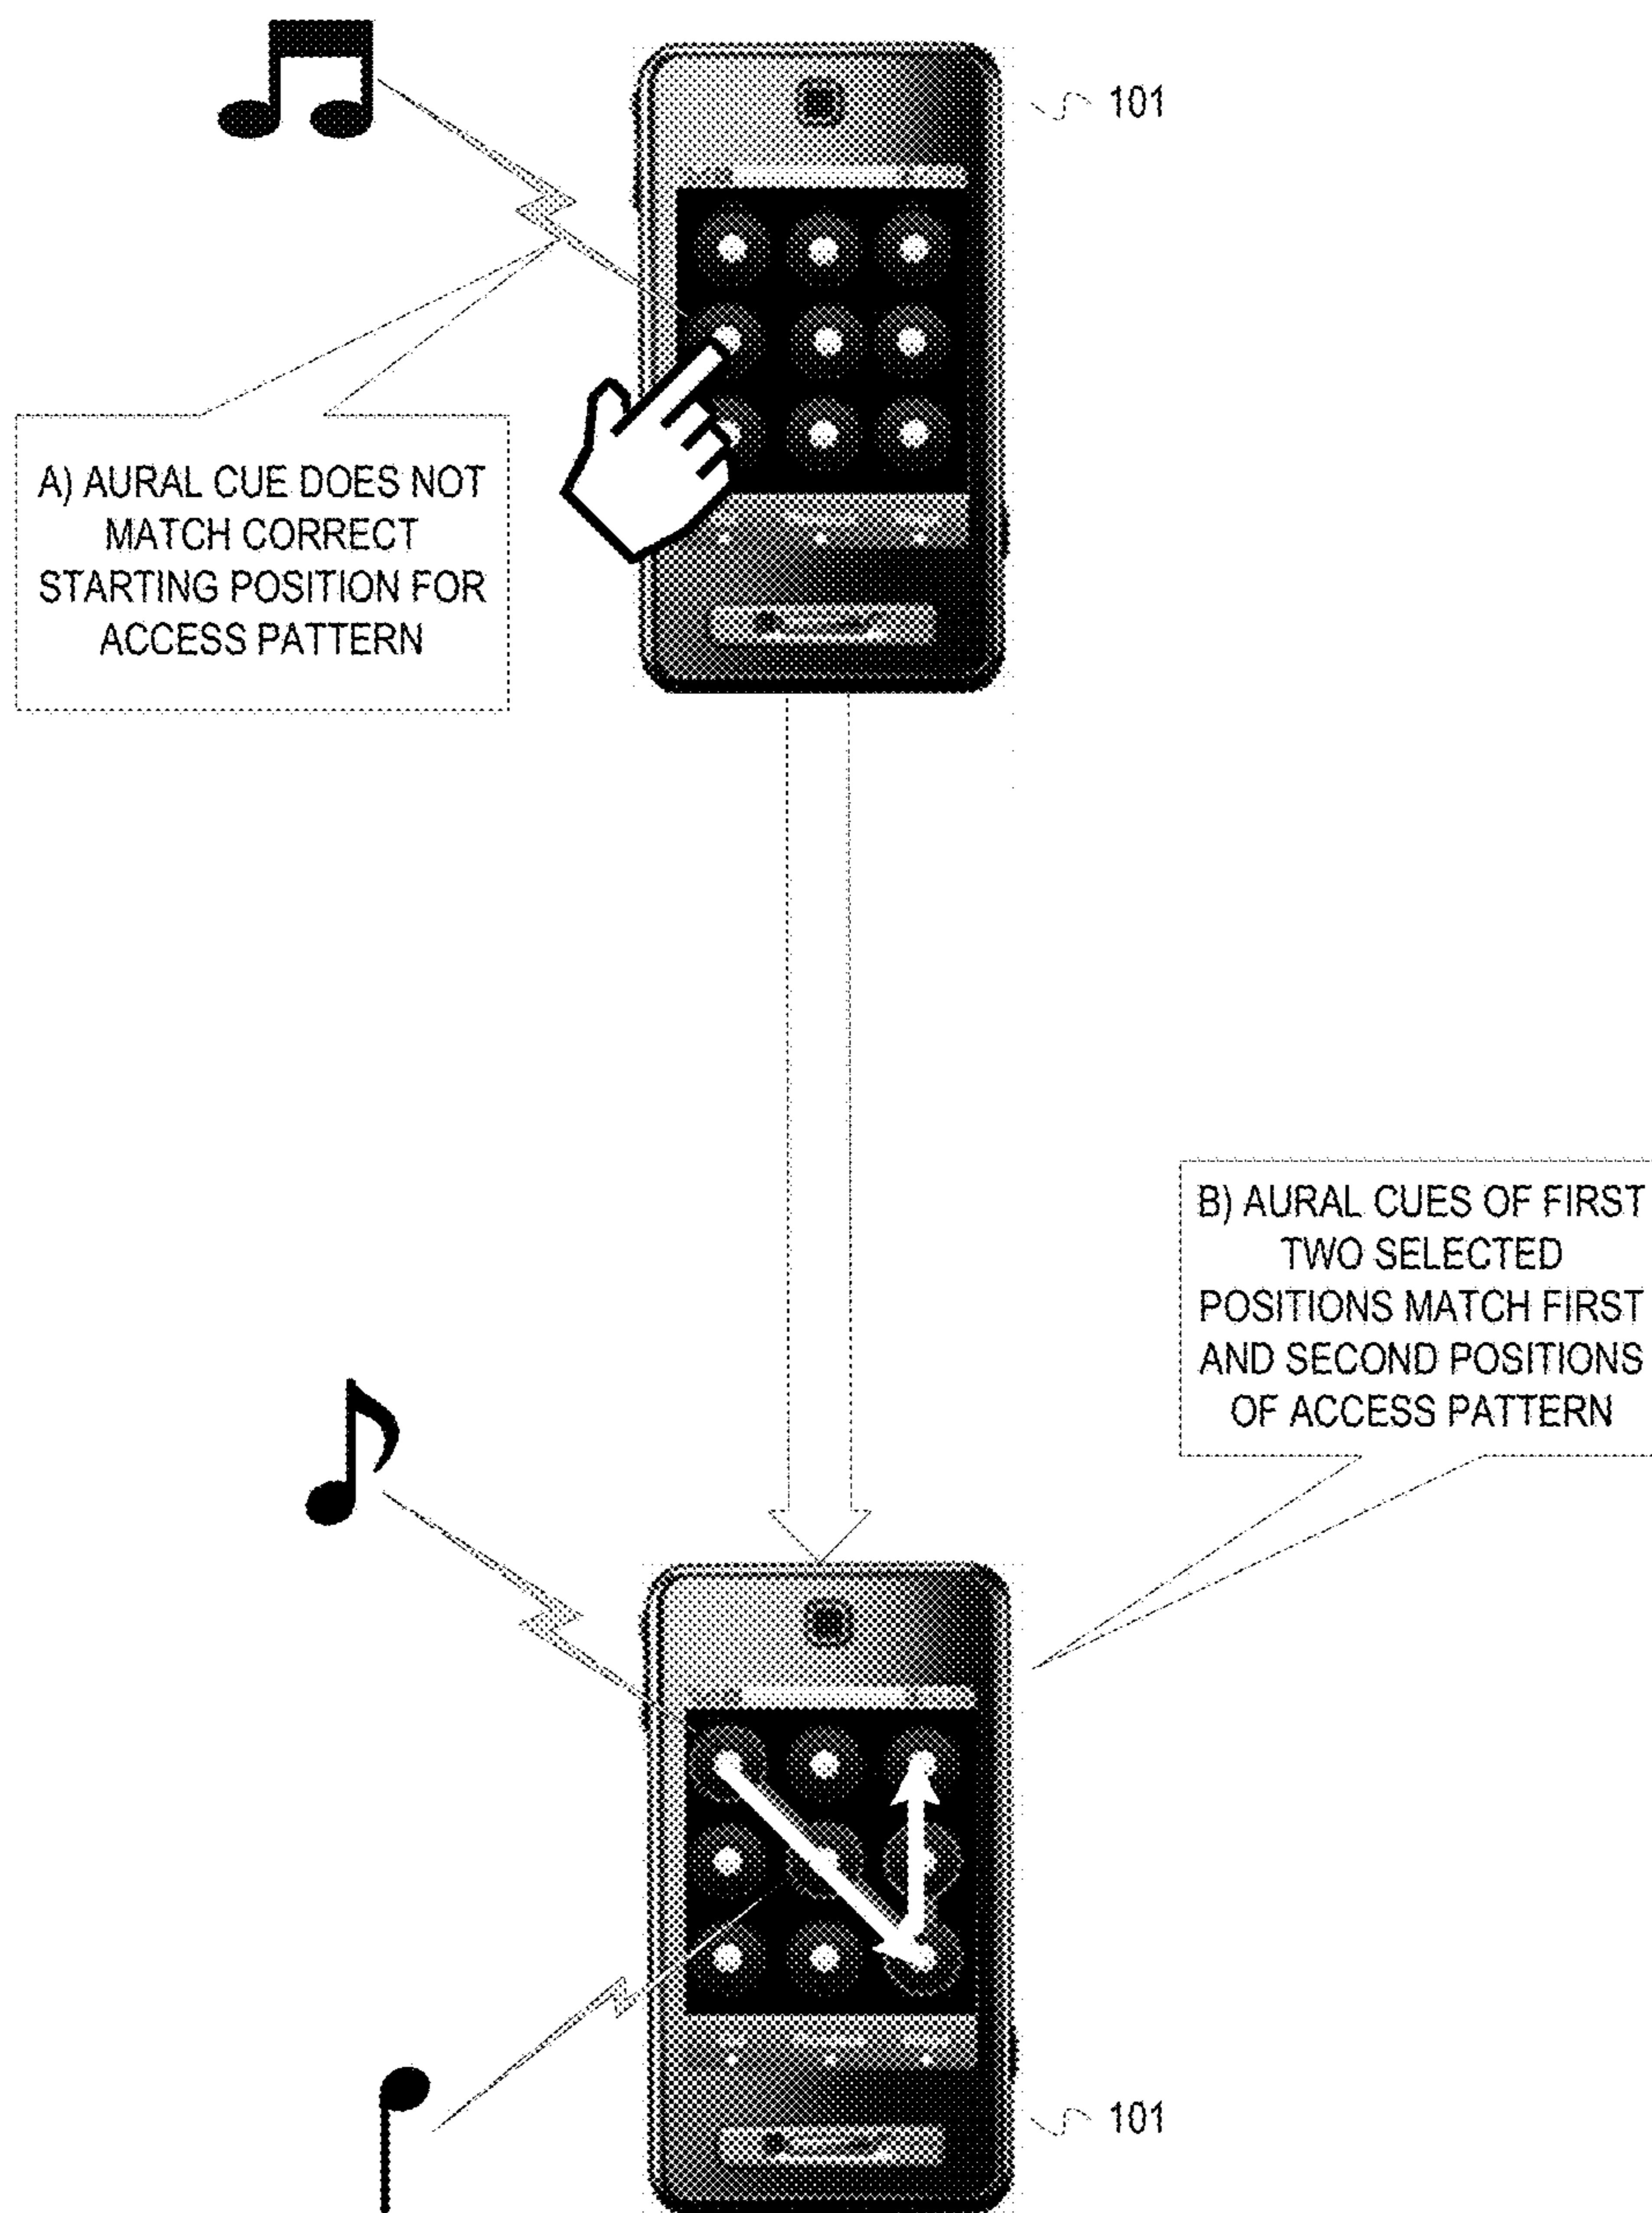 101
A) AURAL CUE DOES NOT
MATCH CORRECT
STARTING POSITION FOR
ACCESS PATTERN
B) AURAL CUES OF FIRST
TWO SELECTED
POSITIONS MATCH FIRST
AND SECOND POSITIONS
OF ACCESS PATTERN
101